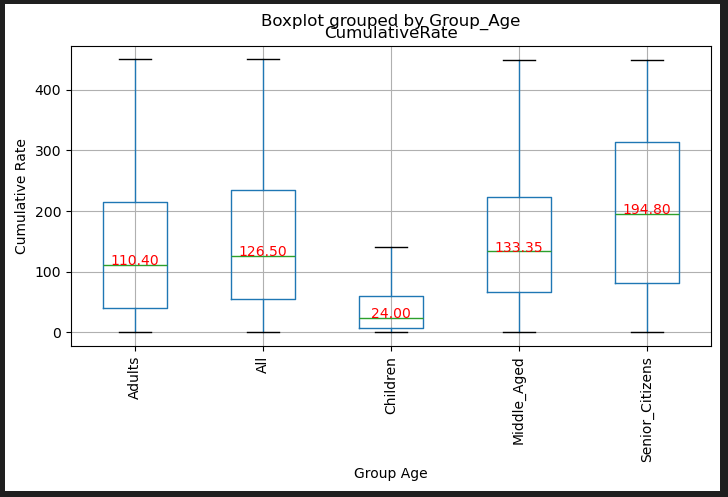 Boxplot grouped by Group_Age
CumulativeRate
Cumulative Rate
400
300
200
100
0
110.40
126.50
24.00
133.35
194.80
Adults
All
Children
Middle_Aged
Senior_Citizens
Group Age